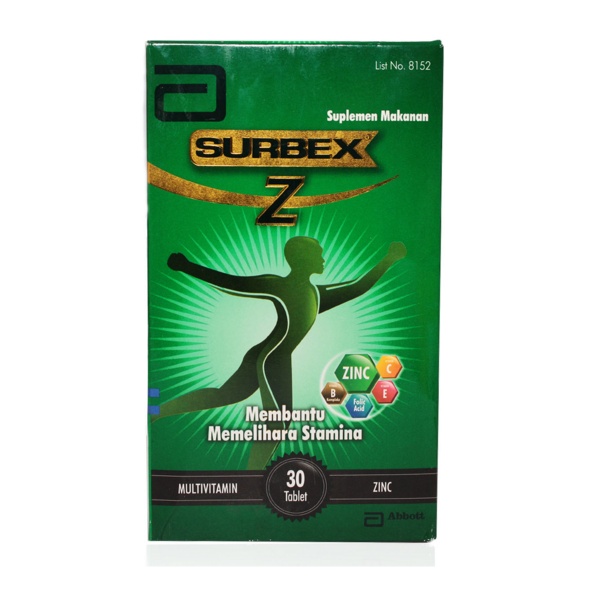 List No. 8152
Suplemen Makanan
SURBEX®
Z
ZINC
C
B
E
Folic
Acid
Membantu
Memelihara Stamina
MULTIVITAMIN
30
Tablet
ZINC
Abbott